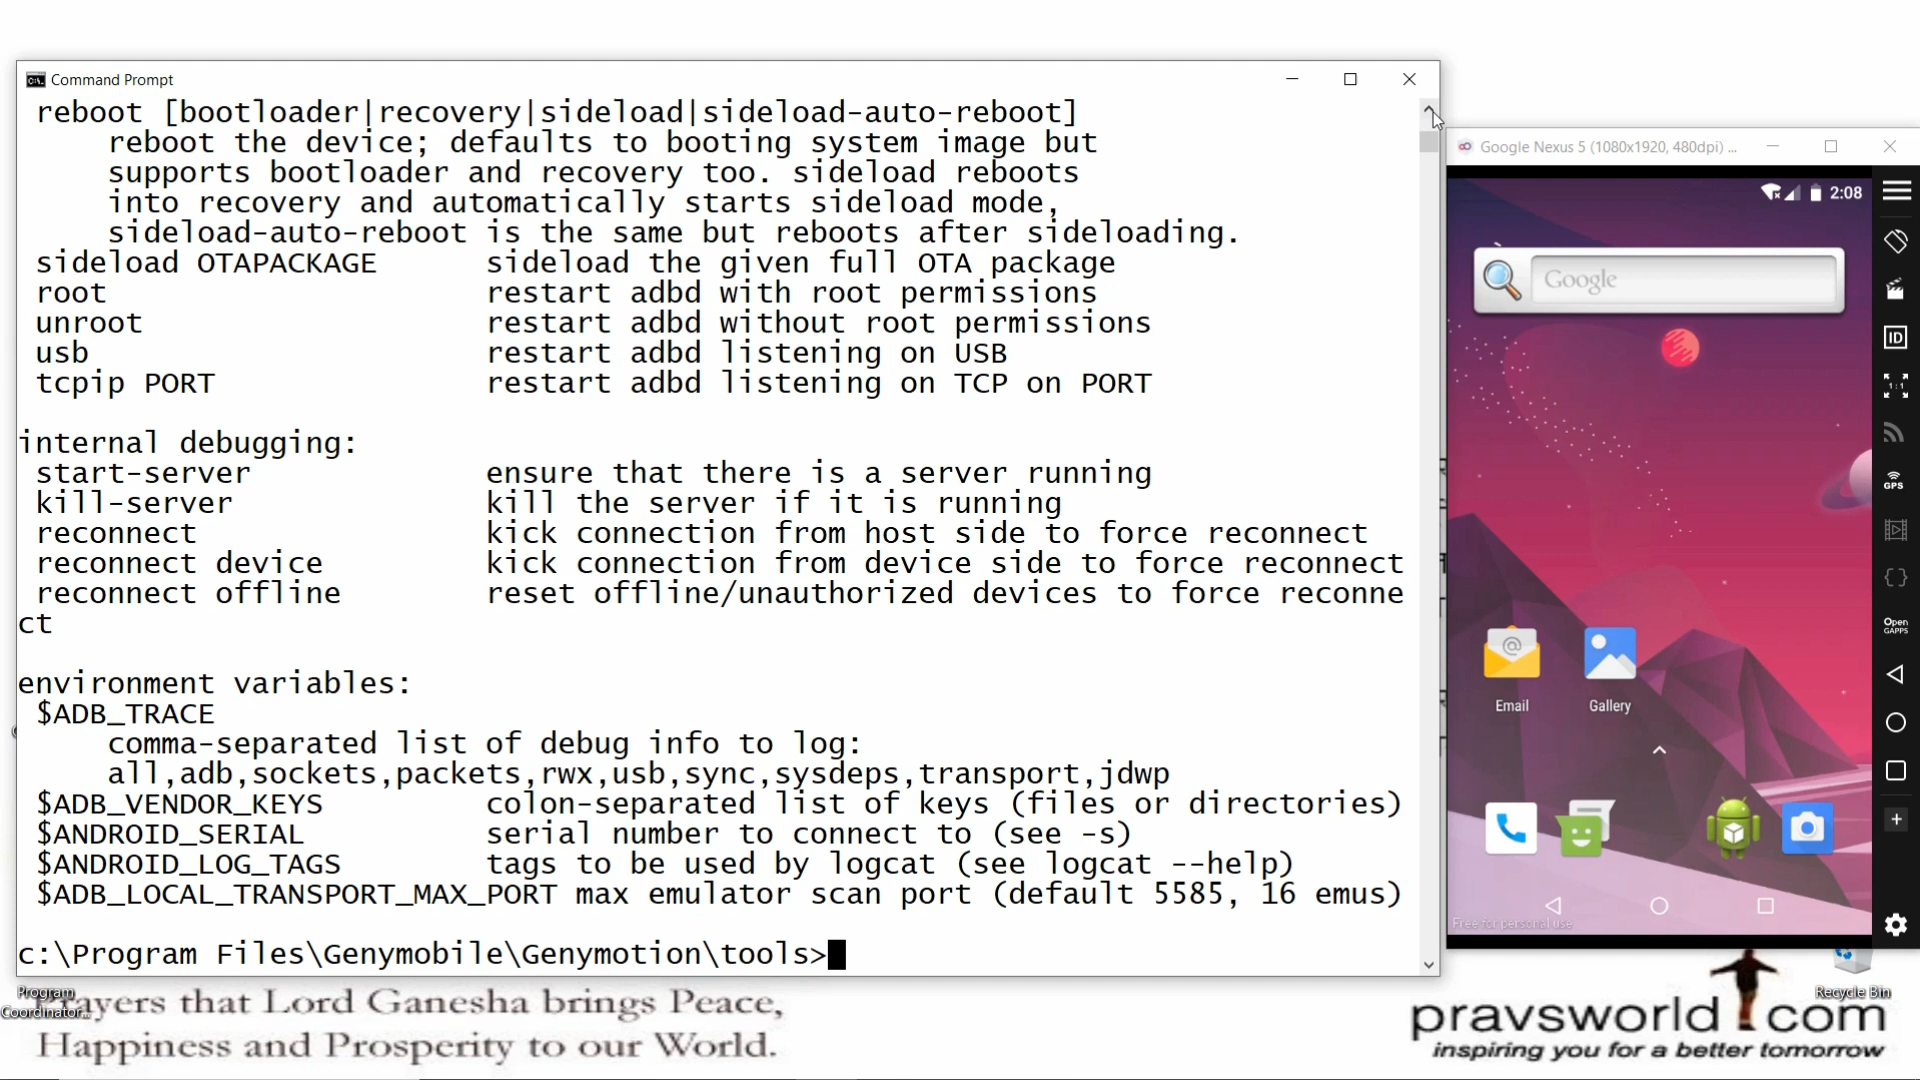 Command Prompt
reboot [bootloader|recovery|sideload|sideload-auto-reboot]
reboot the device; defaults to booting system image but
supports bootloader and recovery too. sideload reboots
into recovery and automatically starts sideload mode,
sideload-auto-reboot is the same but reboots after sideloading.
sideload OTAPACKAGE sideload the given full OTA package
root restart adbd with root permissions
unroot restart adbd without root permissions
usb restart adbd listening on USB
tcpip PORT restart adbd listening on TCP on PORT
internal debugging:
start-server ensure that there is a server running
kill-server kill the server if it is running
reconnect kick connection from host side to force reconnect
reconnect device kick connection from device side to force reconnect
reconnect offline reset offline/unauthorized devices to force reconne
ct
environment variables:
$ADB_TRACE
comma-separated list of debug info to log:
all,adb,sockets,packets,rwx,usb,sync,sysdeps,transport,jdwp
$ADB_VENDOR_KEYS colon-separated list of keys (files or directories)
$ANDROID_SERIAL serial number to connect to (see -s)
$ANDROID_LOG_TAGS tags to be used by logcat (see logcat --help)
$ADB_LOCAL_TRANSPORT_MAX_PORT max emulator scan port (default 5585, 16 emus)
c:\Program Files\Genymobile\Genymotion\tools>
Google Nexus 5 (1080x1920, 480dpi) ...
2:08
Google
ID
1:1
GPS
Open
GAPPS
Email
Gallery
Free for personal use
Program
Coordinator...
Prayers that Lord Ganesha brings Peace,
Happiness and Prosperity to our World.
Recycle Bin
pravsworld.com
inspiring you for a better tomorrow